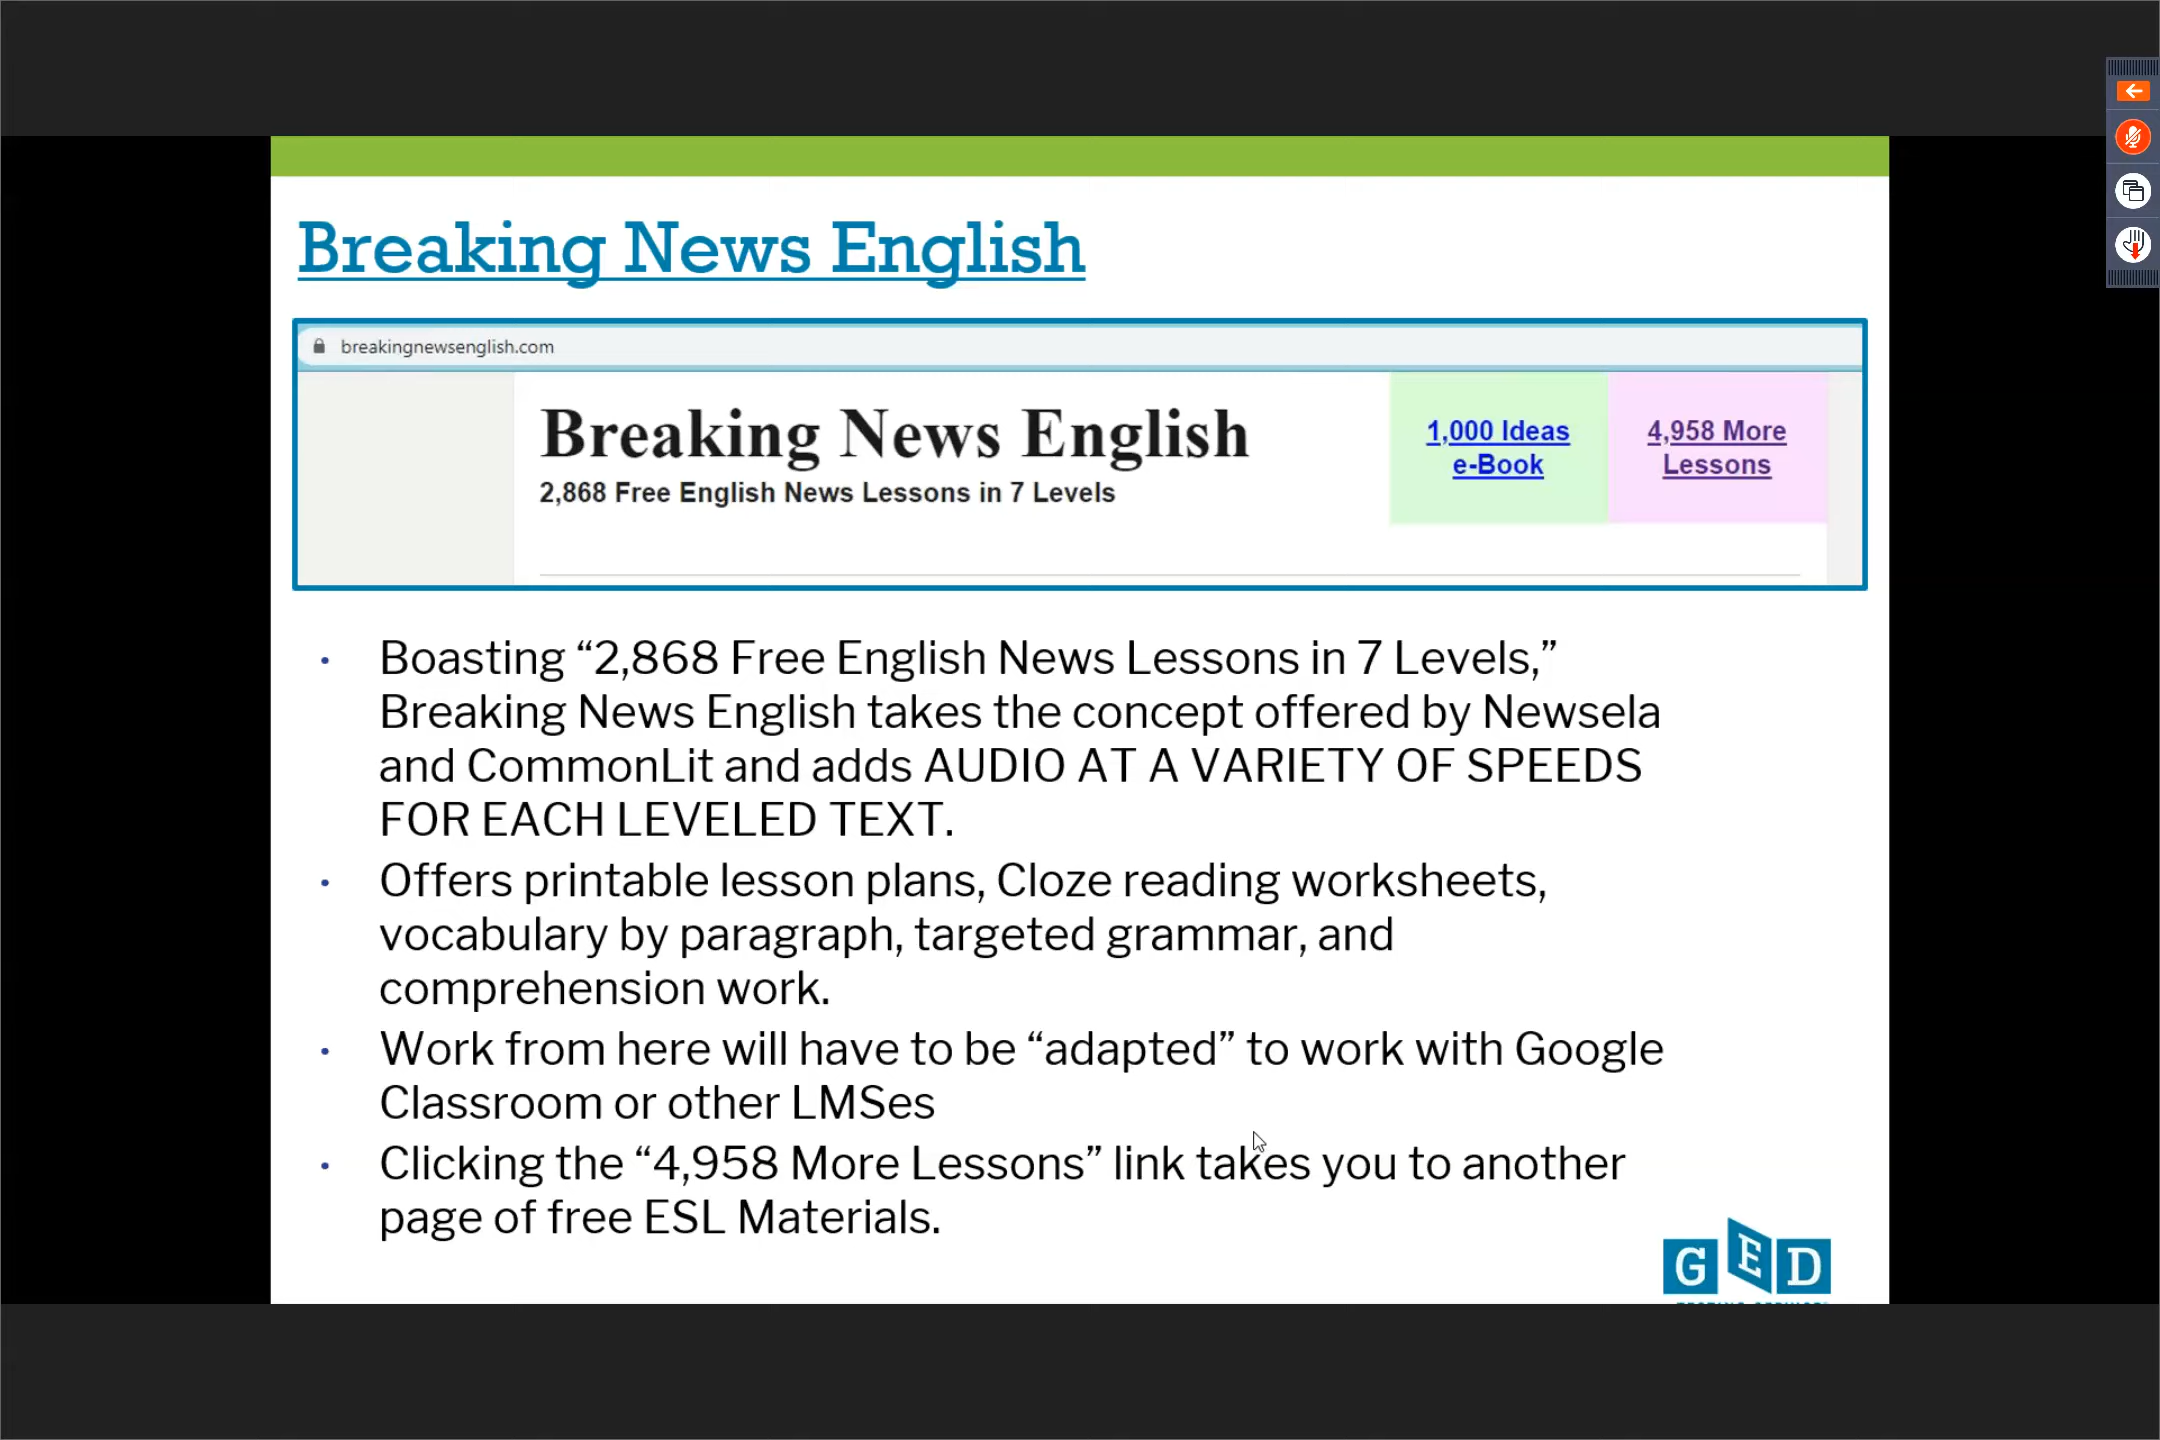 Breaking News English
breakingnewsenglish.com
Breaking News English
2,868 Free English News Lessons in 7 Levels
1,000 Ideas
e-Book
4,958 More
Lessons
• Boasting “2,868 Free English News Lessons in 7 Levels,”
Breaking News English takes the concept offered by Newsela
and CommonLit and adds AUDIO AT A VARIETY OF SPEEDS
FOR EACH LEVELED TEXT.
• Offers printable lesson plans, Cloze reading worksheets,
vocabulary by paragraph, targeted grammar, and
comprehension work.
• Work from here will have to be “adapted” to work with Google
Classroom or other LMSes
• Clicking the “4,958 More Lessons” link takes you to another
page of free ESL Materials.
GED